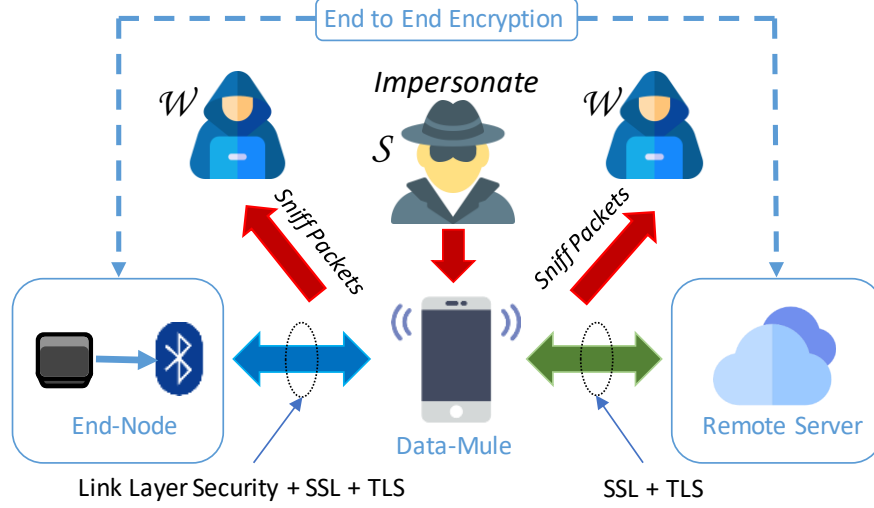 End to End Encryption
𝒲
Impersonate
𝒲
𝒮
Sniff Packets
Sniff Packets
End-Node
Data-Mule
Remote Server
Link Layer Security + SSL + TLS
SSL + TLS